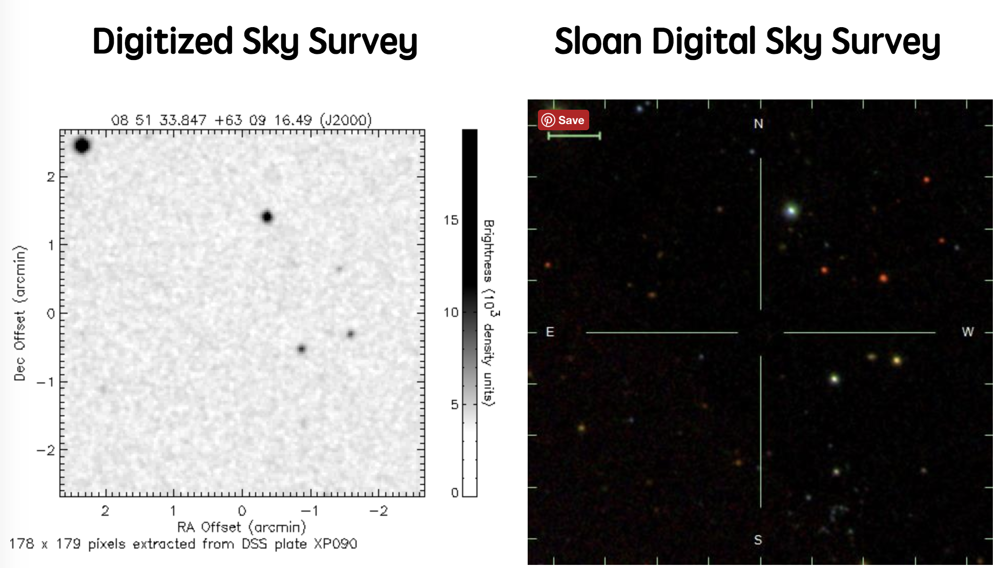 Digitized Sky Survey
Sloan Digital Sky Survey
08 51 33.847 +63 09 16.49 (J2000)
2
1
0
−1
−2
Dec Offset (arcmin)
2
1
0
−1
−2
RA Offset (arcmin)
178 x 179 pixels extracted from DSS plate XP090
15
10
5
0
Brightness (10³ density units)
Save
N
E
W
S